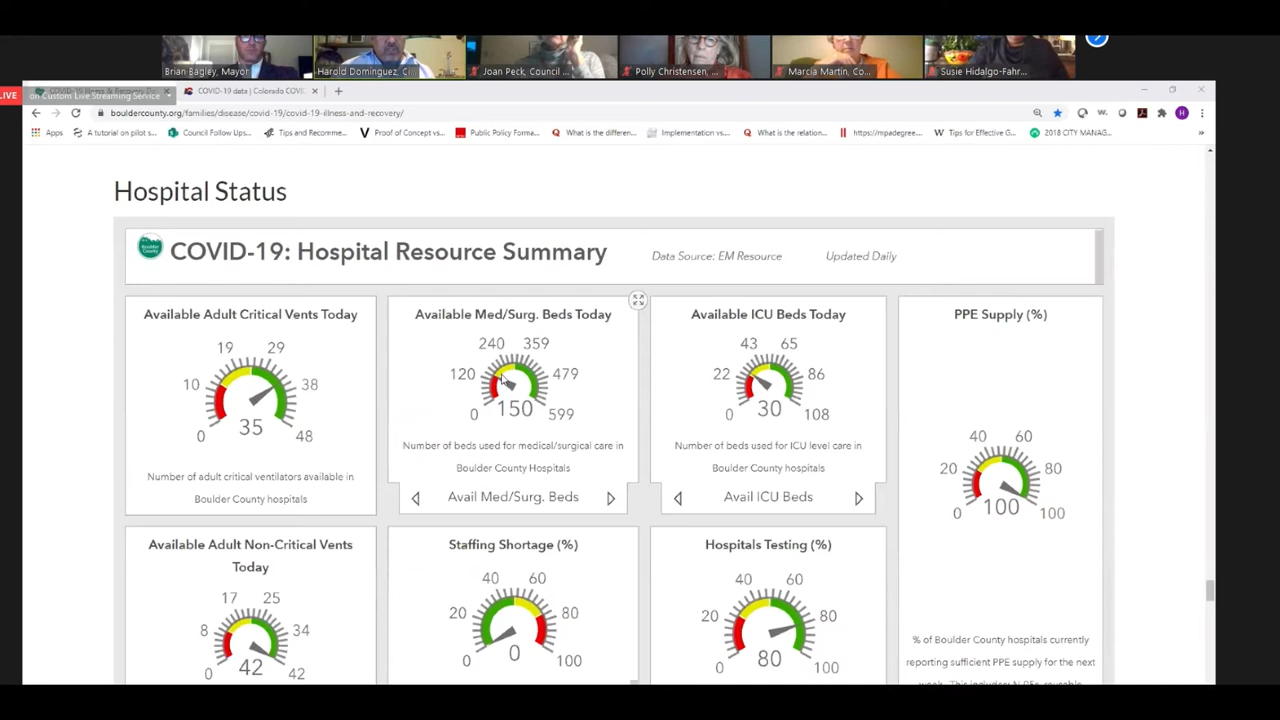 Brian Bagley, Mayor
Harold Dominguez, Ci...
Joan Peck, Council ...
Polly Christensen, ...
Marcia Martin, Co...
Susie Hidalgo-Fahr...
LIVE
on Custom Live Streaming Service
COVID-19 data | Colorado COVID
bouldercounty.org/families/disease/covid-19/covid-19-illness-and-recovery/
Apps
A tutorial on pilot s...
Council Follow Ups...
Tips and Recomme...
Proof of Concept vs...
Public Policy Forma...
What is the differen...
Implementation vs....
What is the relation...
https://mpadegree...
Tips for Effective G...
2018 CITY MANAG...
Hospital Status
Boulder County
COVID-19: Hospital Resource Summary
Data Source: EM Resource
Updated Daily
Available Adult Critical Vents Today
19 29
10 38
0 35 48
Number of adult critical ventilators available in
Boulder County hospitals
Available Med/Surg. Beds Today
240 359
120 479
0 150 599
Number of beds used for medical/surgical care in
Boulder County Hospitals
Avail Med/Surg. Beds
Available ICU Beds Today
43 65
22 86
0 30 108
Number of beds used for ICU level care in
Boulder County hospitals
Avail ICU Beds
PPE Supply (%)
40 60
20 80
0 100 100
% of Boulder County hospitals currently
reporting sufficient PPE supply for the next
Available Adult Non-Critical Vents
Today
17 25
8 34
0 42 42
Staffing Shortage (%)
40 60
20 80
0 0 100
Hospitals Testing (%)
40 60
20 80
0 80 100